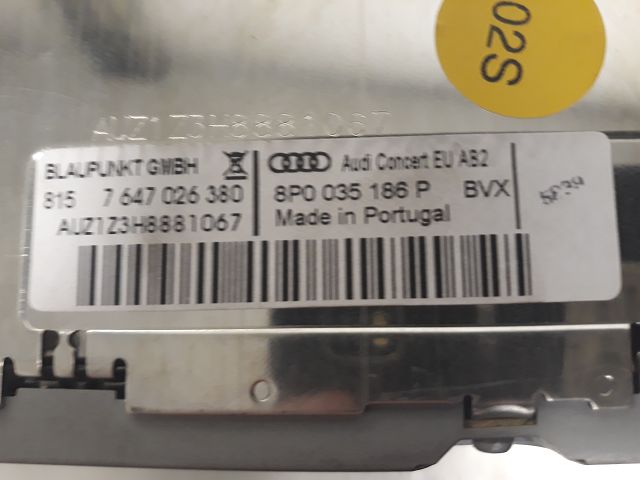 02S
AUZ1Z3H8881067
BLAUPUNKT GMBH
815 7 647 026 380
AUZ1Z3H8881067
Audi Concert EU AB2
8P0 035 186 P BVX
Made in Portugal